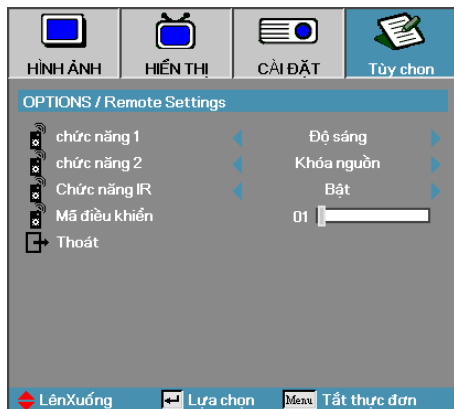 HÌNH ẢNH HIỂN THỊ CÀI ĐẶT Tùy chọn
OPTIONS / Remote Settings
chức năng 1 Độ sáng
chức năng 2 Khóa nguồn
Chức năng IR Bật
Mã điều khiển 01
Thoát
LênXuống Lựa chọn Menu Tắt thực đơn